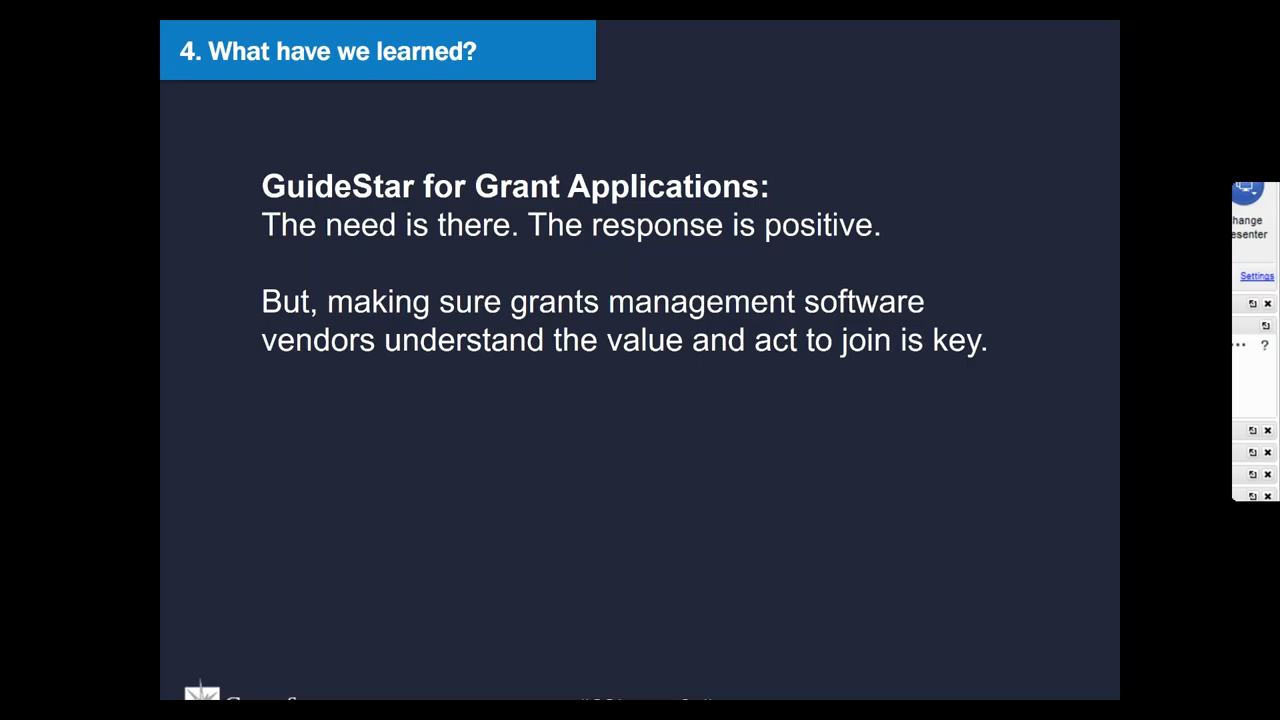 4. What have we learned?
GuideStar for Grant Applications:
The need is there. The response is positive.
But, making sure grants management software
vendors understand the value and act to join is key.
Settings
?